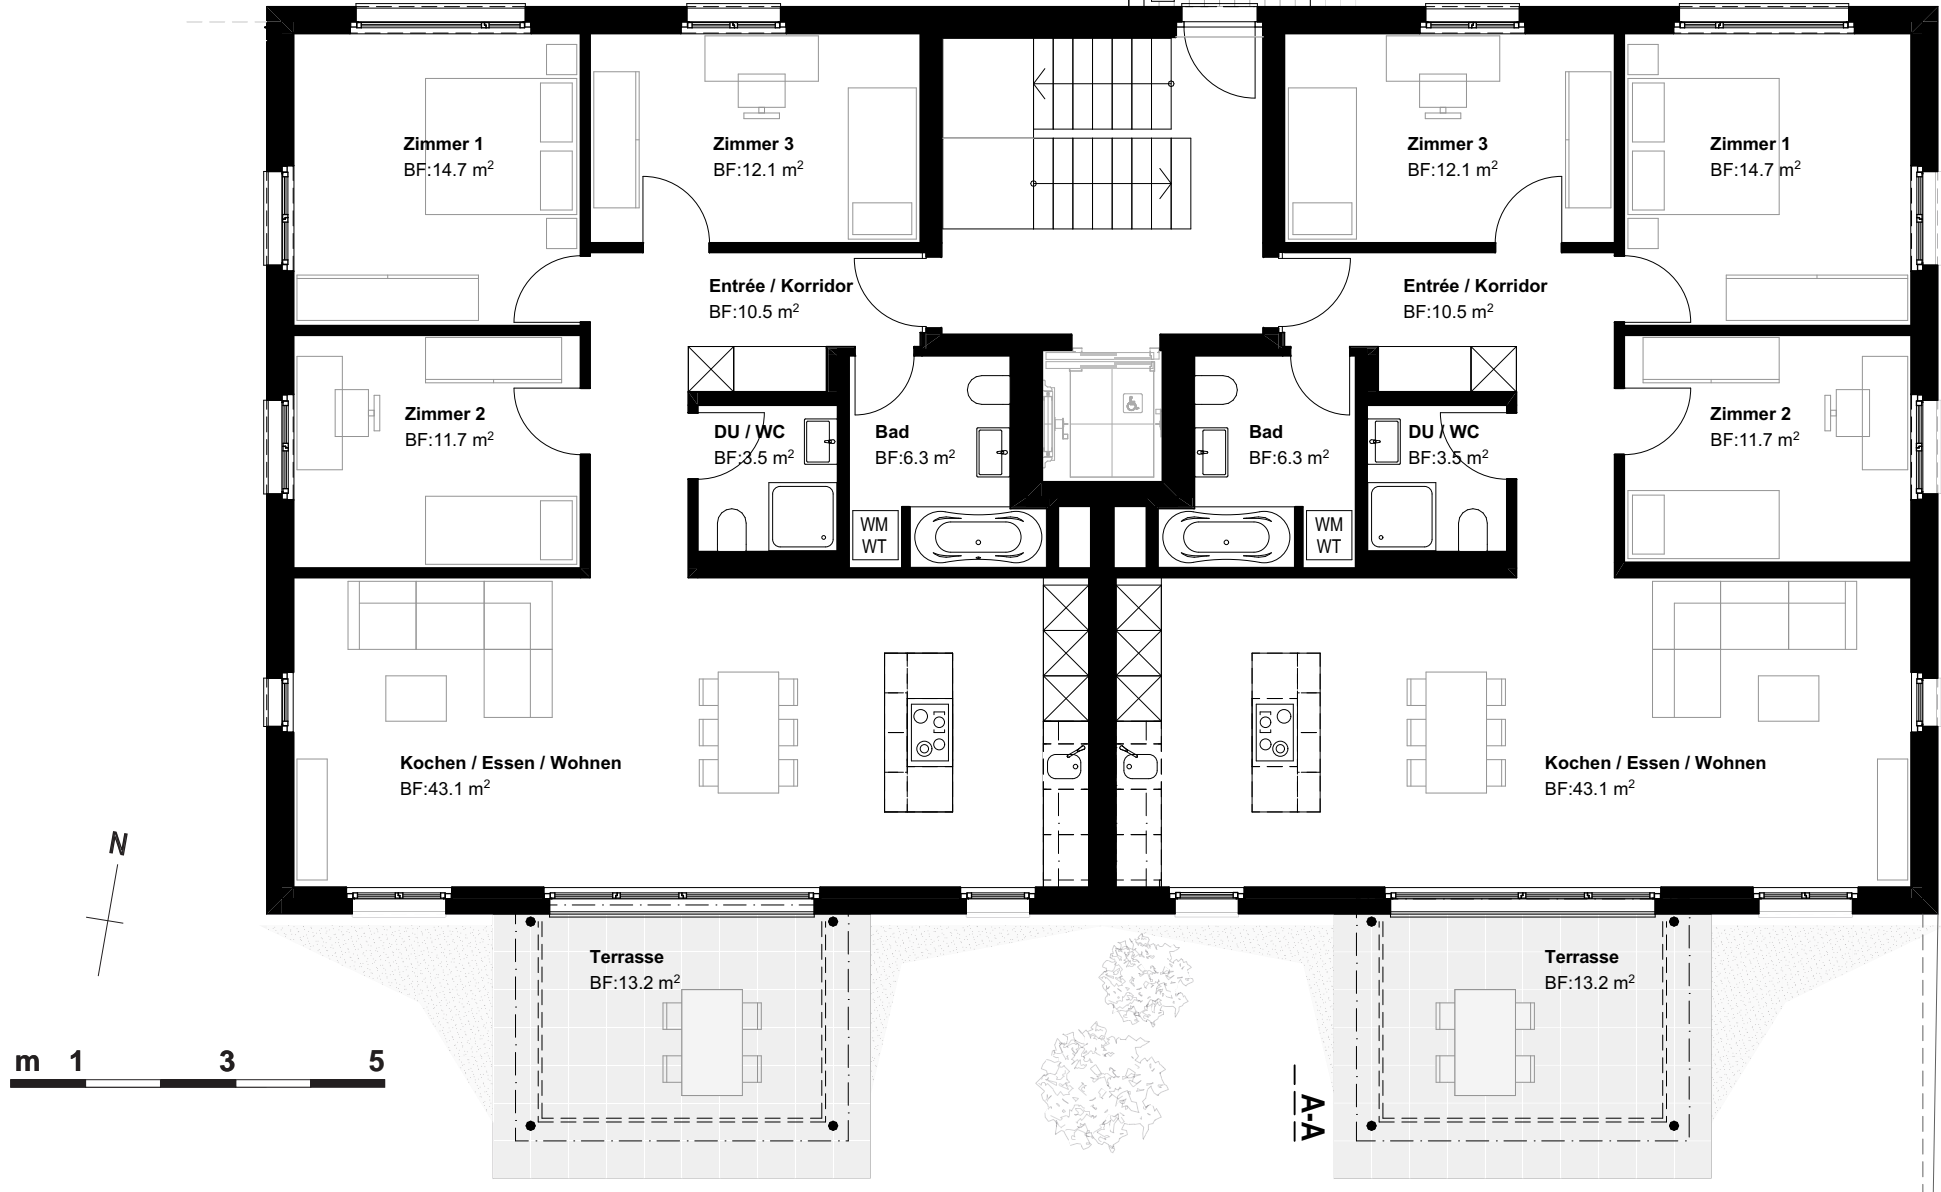 Zimmer 1
BF:14.7 m²
Zimmer 3
BF:12.1 m²
Zimmer 3
BF:12.1 m²
Zimmer 1
BF:14.7 m²
Entrée / Korridor
BF:10.5 m²
Entrée / Korridor
BF:10.5 m²
Zimmer 2
BF:11.7 m²
DU / WC
BF:3.5 m²
Bad
BF:6.3 m²
Bad
BF:6.3 m²
DU / WC
BF:3.5 m²
Zimmer 2
BF:11.7 m²
WM
WT
WM
WT
Kochen / Essen / Wohnen
BF:43.1 m²
Kochen / Essen / Wohnen
BF:43.1 m²
N
Terrasse
BF:13.2 m²
Terrasse
BF:13.2 m²
m 1 3 5
A-A